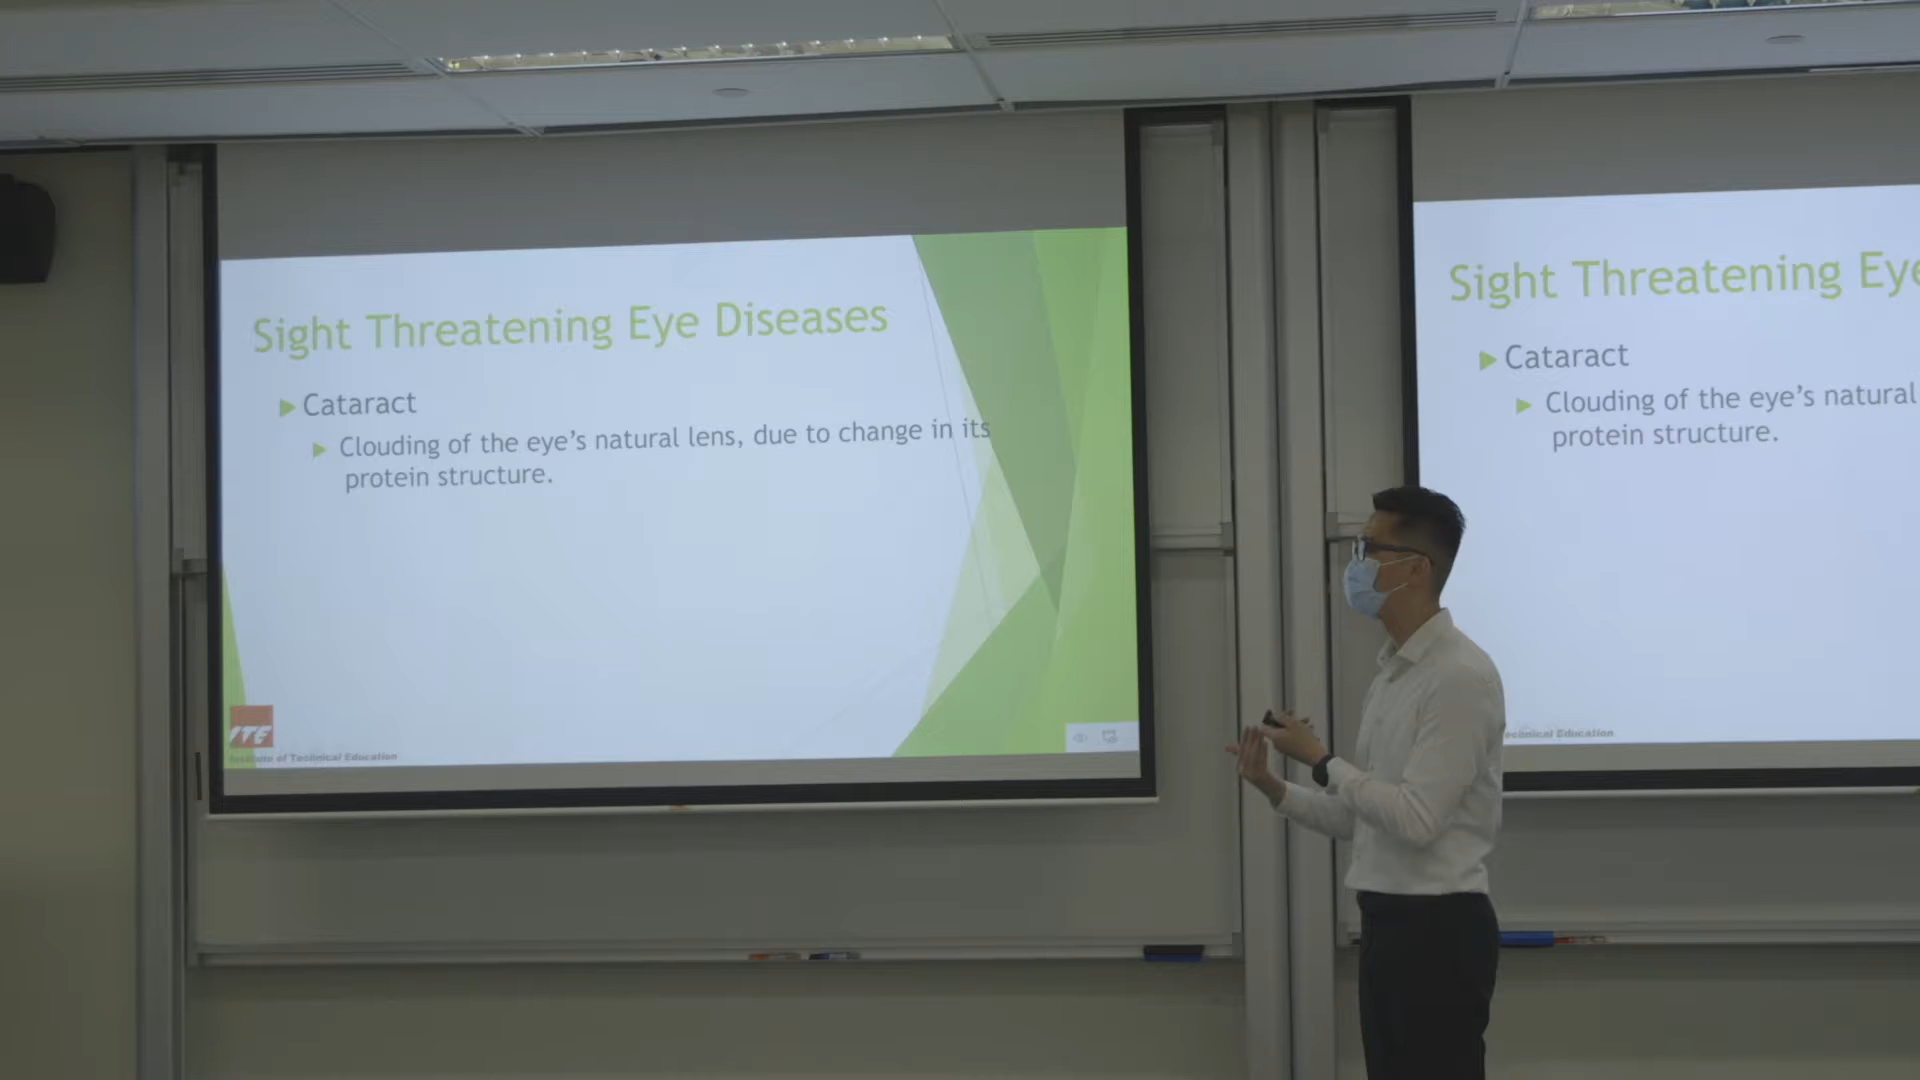 Sight Threatening Eye Diseases
Cataract
Clouding of the eye's natural lens, due to change in its
protein structure.
ITE
Institute of Technical Education
Sight Threatening Eye
Cataract
Clouding of the eye's natural
protein structure.
Technical Education